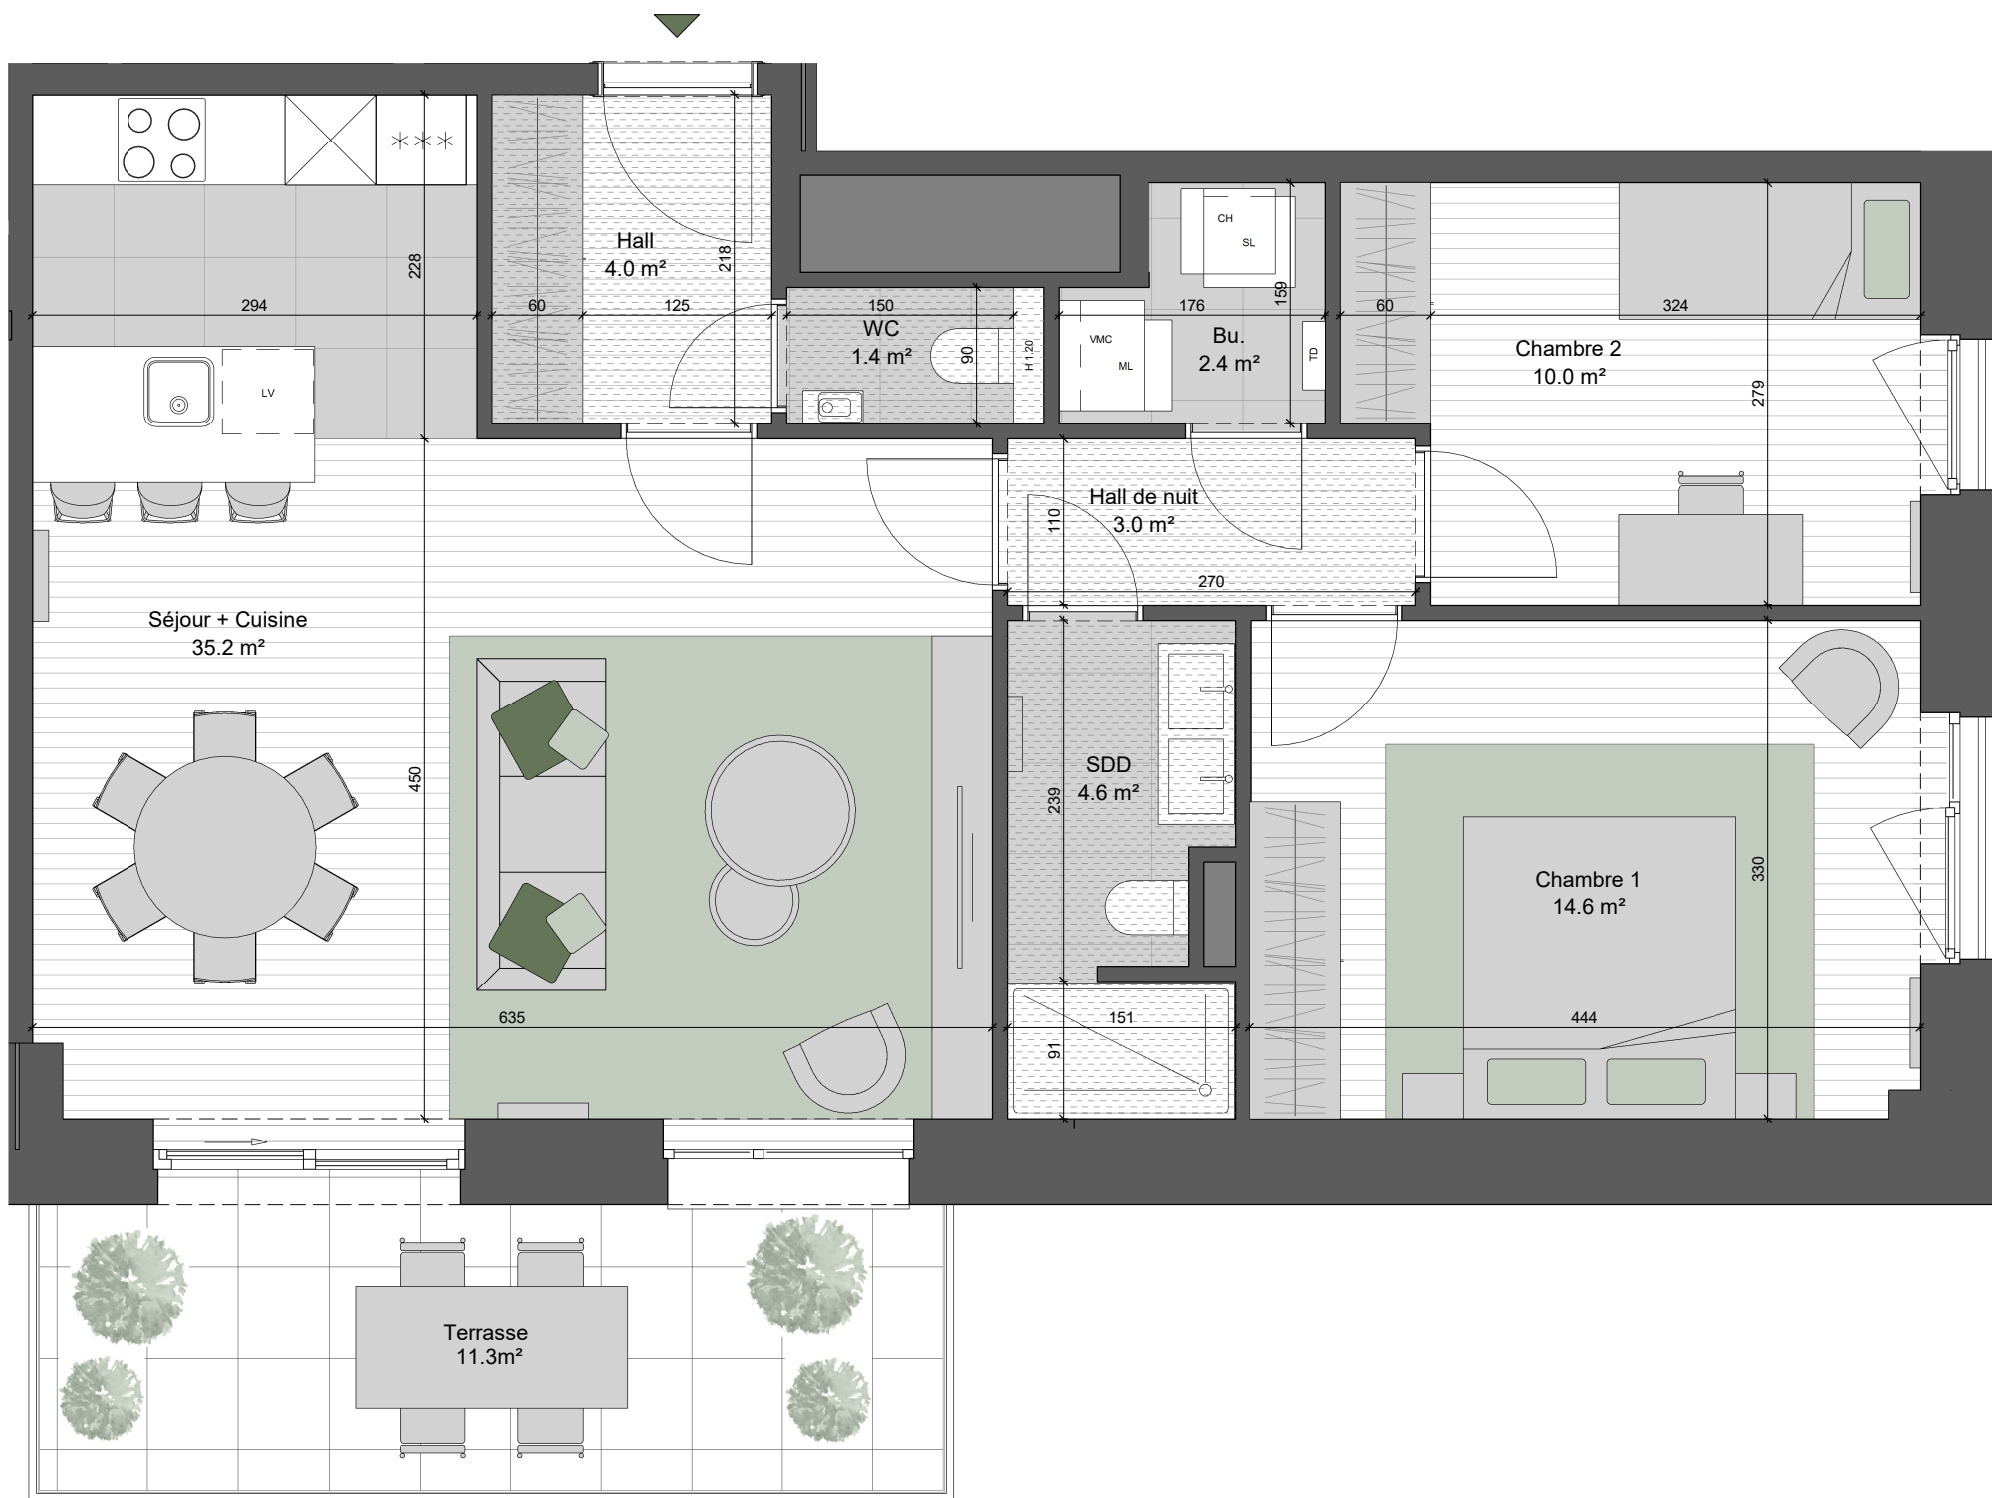 CH
SL
Hall
4.0 m²
218
228
294
60
125
150
WC
1.4 m²
90
H 1.20
176
159
VMC
ML
Bu.
2.4 m²
TD
60
324
Chambre 2
10.0 m²
279
LV
Hall de nuit
3.0 m²
110
270
Séjour + Cuisine
35.2 m²
450
SDD
4.6 m²
239
330
Chambre 1
14.6 m²
635
151
444
91
Terrasse
11.3m²